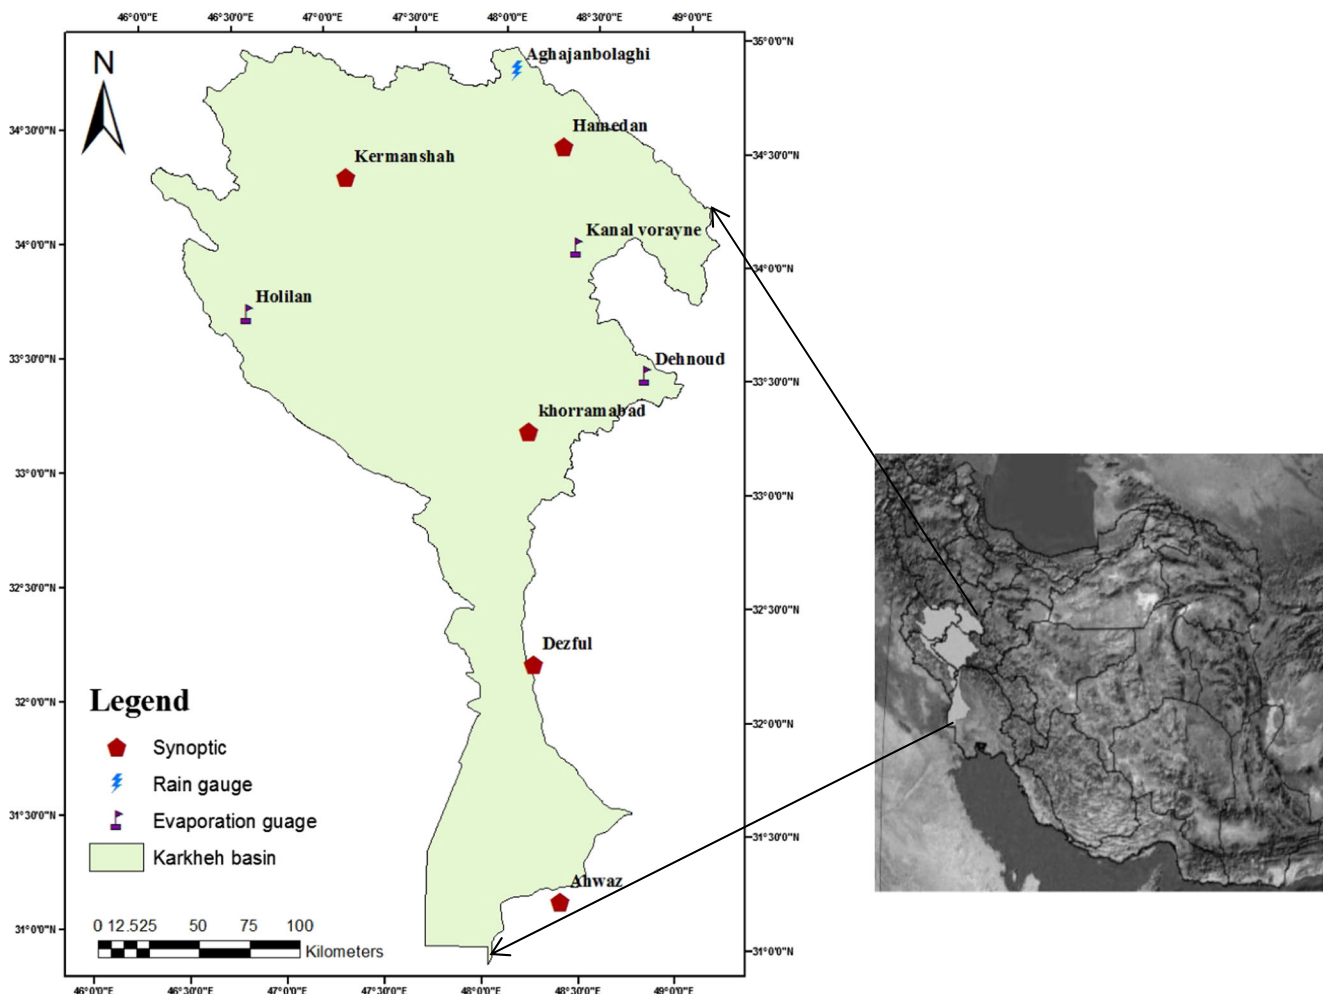 46°0'0"E 46°30'0"E 47°0'0"E 47°30'0"E 48°0'0"E 48°30'0"E 49°0'0"E
35°0'0"N
N
Aghajanbolaghi
34°30'0"N
Hamedan
Kermanshah
34°30'0"N
Kanal vorayne
34°0'0"N
34°0'0"N
Holilan
33°30'0"N
Dehnoud
33°30'0"N
khorramabad
33°0'0"N
33°0'0"N
32°30'0"N
32°30'0"N
Dezful
32°0'0"N
32°0'0"N
Legend
Synoptic
Rain gauge
Evaporation guage
Karkheh basin
31°30'0"N
31°30'0"N
Ahwaz
0 12.525 50 75 100
Kilometers
31°0'0"N
31°0'0"N
46°0'0"E 46°30'0"E 47°0'0"E 47°30'0"E 48°0'0"E 48°30'0"E 49°0'0"E